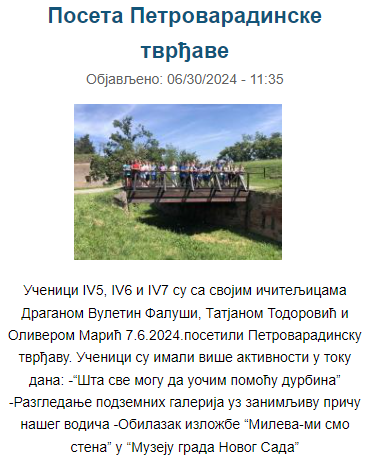 Посета Петроварадинске
тврђаве
Објављено: 06/30/2024 - 11:35
Ученици IV5, IV6 и IV7 су са својим ичитељицама
Драганом Вулетин Фалуши, Татјаном Тодоровић и
Оливером Марић 7.6.2024.посетили Петроварадинску
тврђаву. Ученици су имали више активности у току
дана: -“Шта све могу да уочим помоћу дурбина”
-Разгледање подземних галерија уз занимљиву причу
нашег водича -Обилазак изложбе “Милева-ми смо
стена” у “Музеју града Новог Сада”